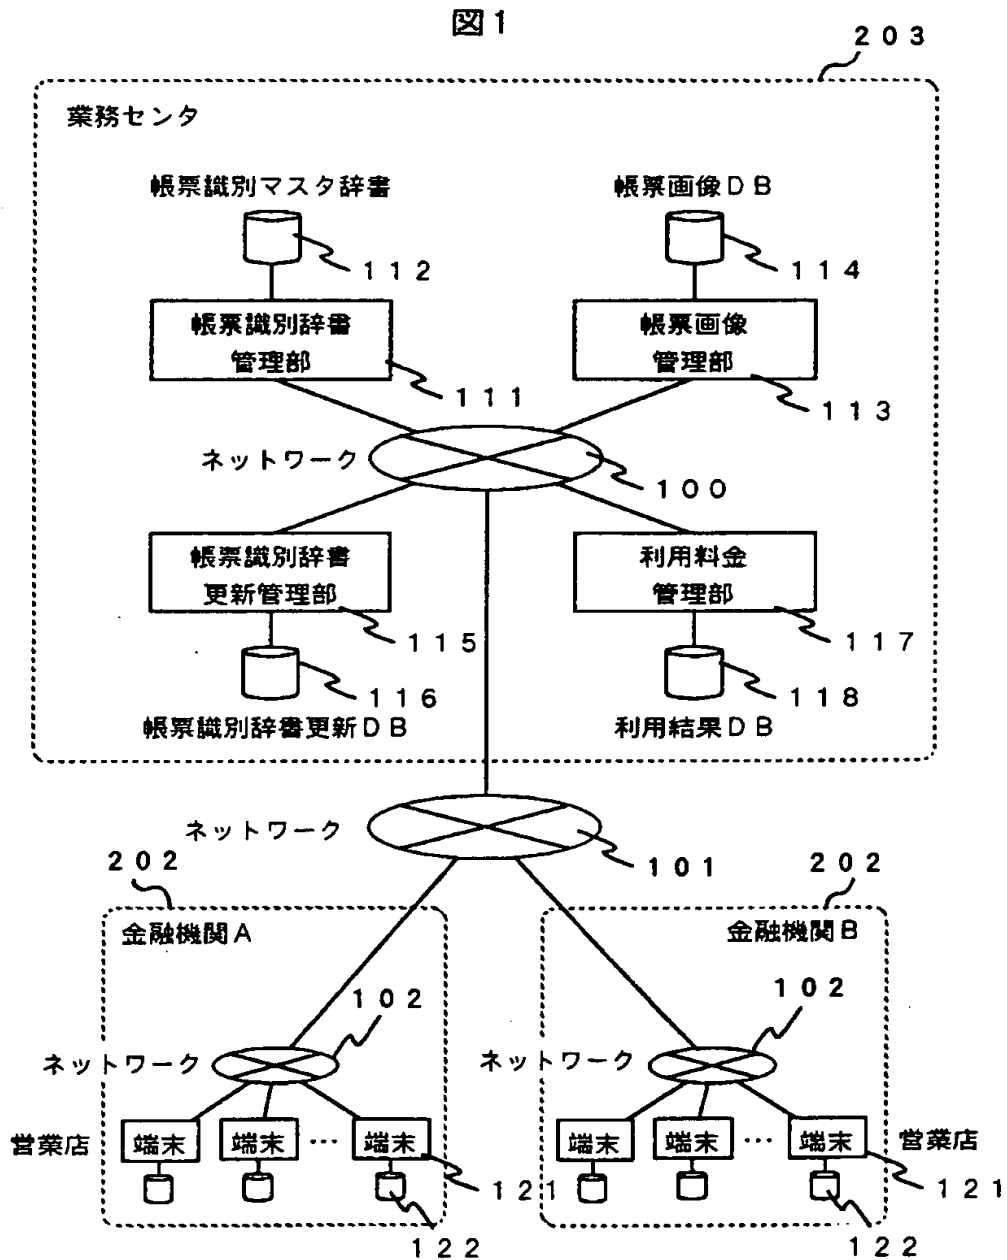 図1
203
業務センタ
帳票識別マスタ辞書
帳票画像DB
112
114
帳票識別辞書
管理部
帳票画像
管理部
111
113
ネットワーク
100
帳票識別辞書
更新管理部
利用料金
管理部
115
117
116
118
帳票識別辞書更新DB
利用結果DB
ネットワーク
101
202
202
金融機関A
金融機関B
102
102
ネットワーク
ネットワーク
営業店
端末
端末
…
端末
端末
端末
…
端末
営業店
121
121
122
122